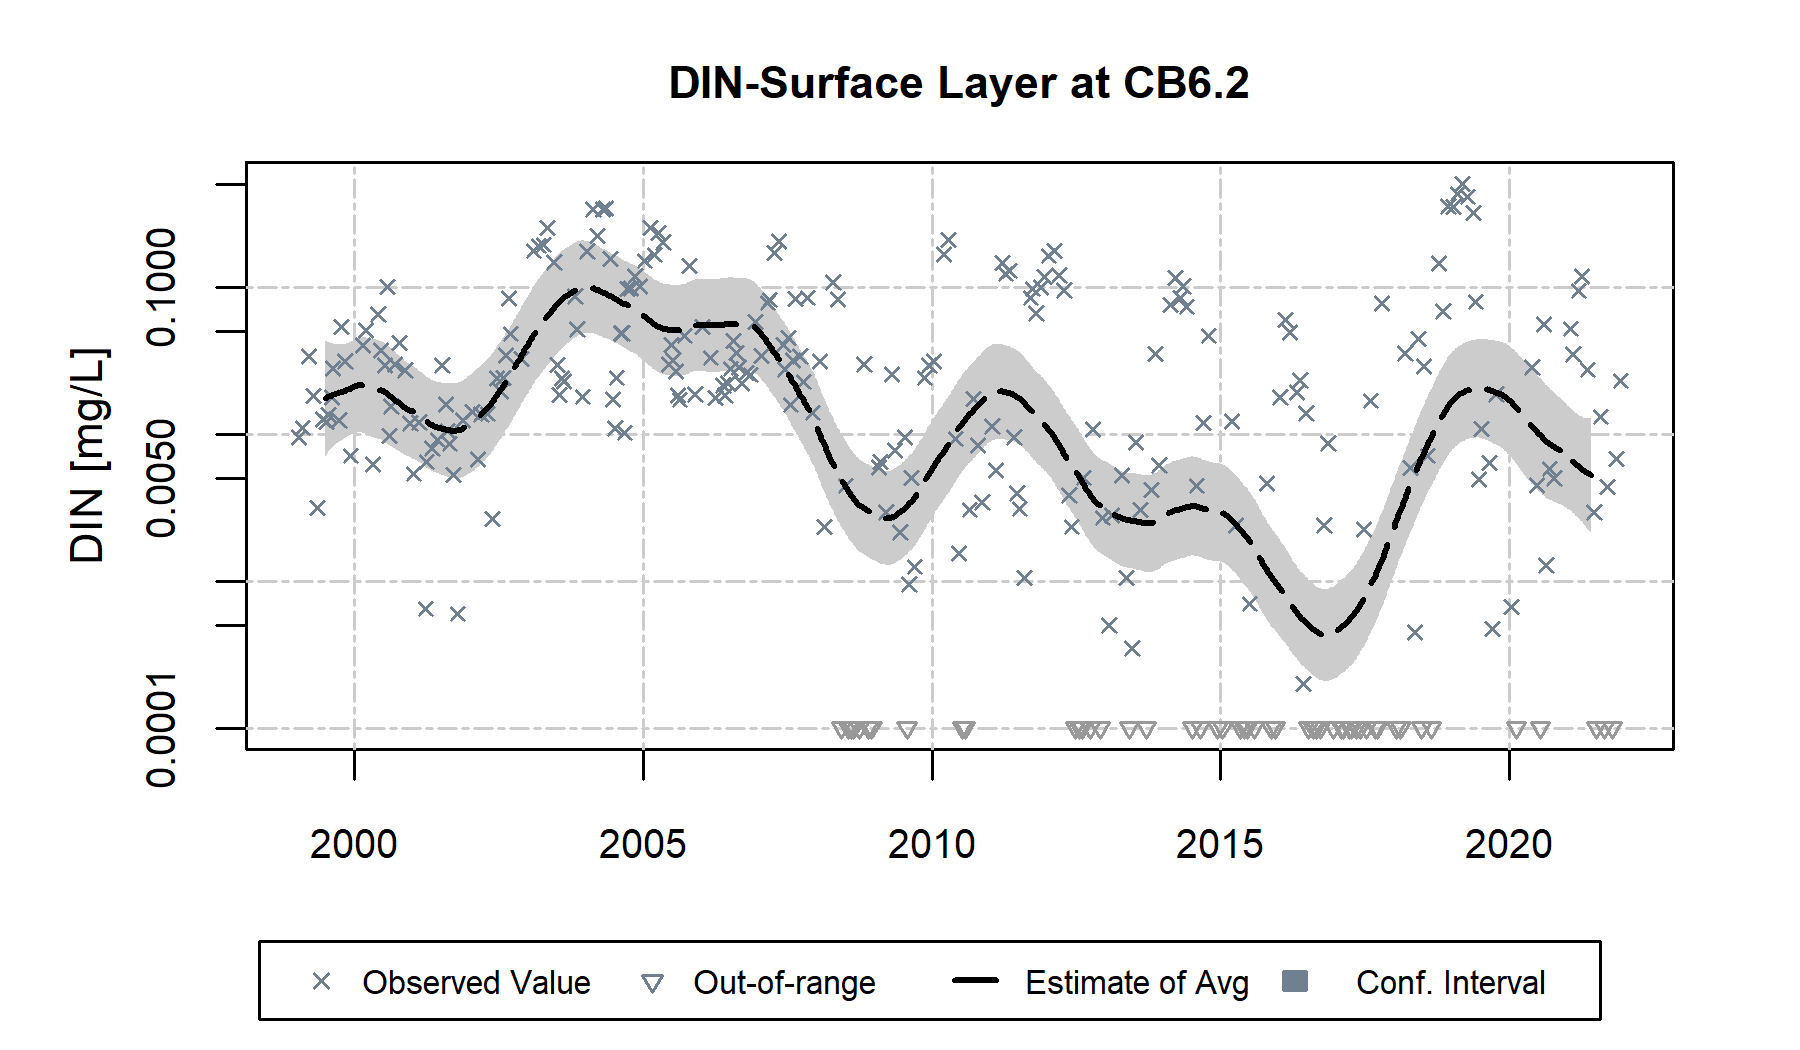 DIN-Surface Layer at CB6.2
DIN [mg/L]
0.1000
0.0050
0.0001
2000 2005 2010 2015 2020
Observed Value Out-of-range Estimate of Avg Conf. Interval